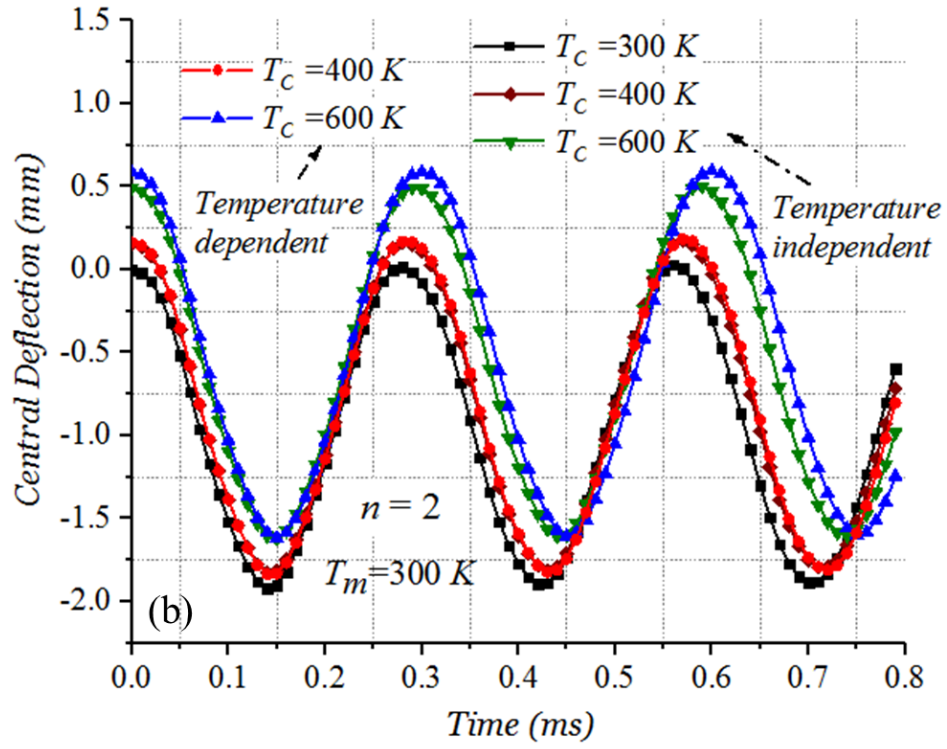 1.5
1.0
0.5
0.0
-0.5
-1.0
-1.5
-2.0
Central Deflection (mm)
T_C =400 K
T_C =600 K
T_C =300 K
T_C =400 K
T_C =600 K
Temperature
dependent
Temperature
independent
n = 2
T_m=300 K
(b)
0.0 0.1 0.2 0.3 0.4 0.5 0.6 0.7 0.8
Time (ms)